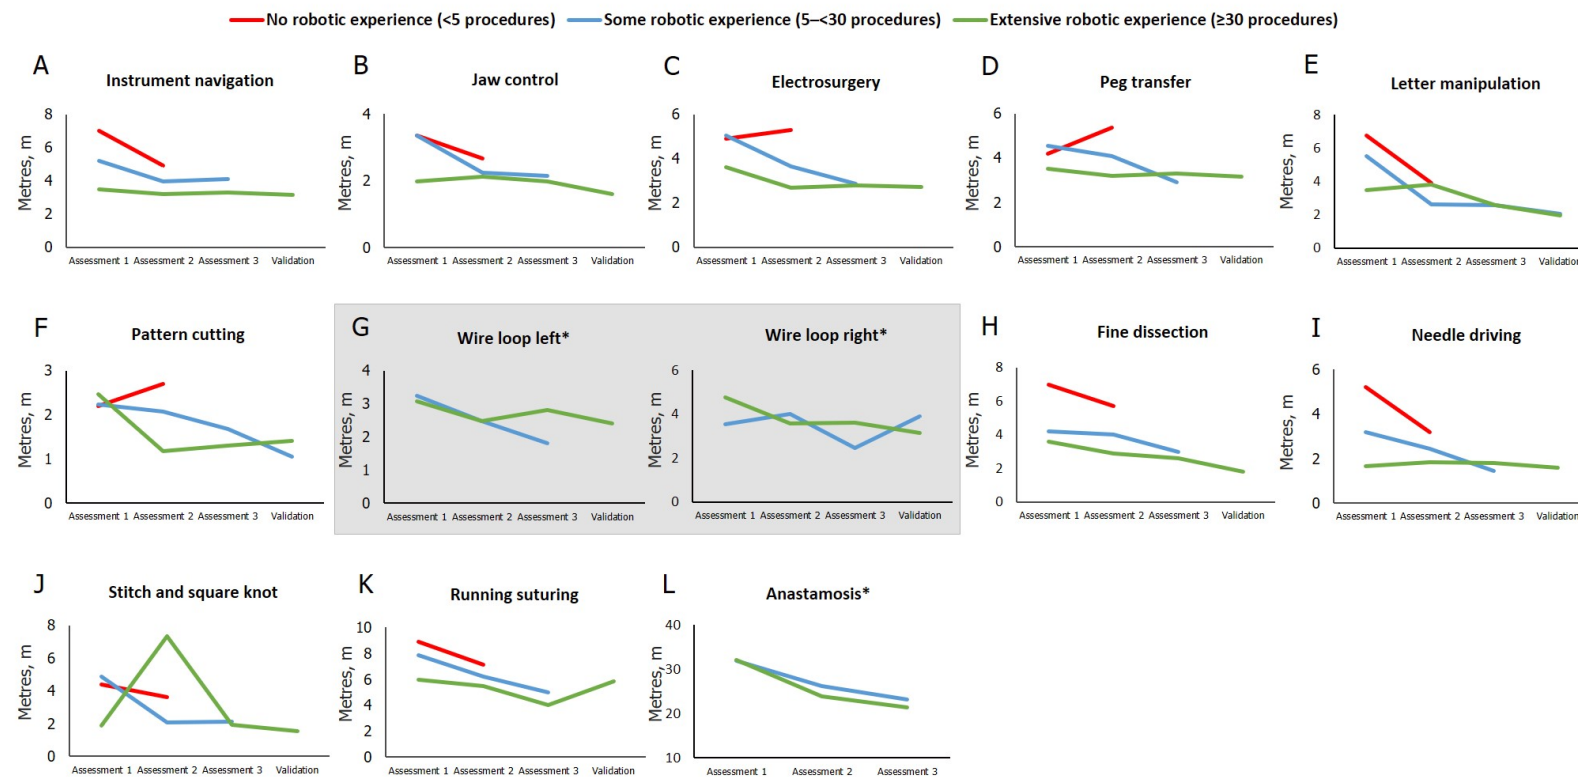 No robotic experience (<5 procedures) Some robotic experience (5–<30 procedures) Extensive robotic experience (≥30 procedures)
A Instrument navigation
Metres, m
8
6
4
2
0
Assessment 1 Assessment 2 Assessment 3 Validation
B Jaw control
Metres, m
4
2
0
Assessment 1 Assessment 2 Assessment 3 Validation
C Electrosurgery
Metres, m
6
4
2
0
Assessment 1 Assessment 2 Assessment 3 Validation
D Peg transfer
Metres, m
6
4
2
0
Assessment 1 Assessment 2 Assessment 3 Validation
E Letter manipulation
Metres, m
8
6
4
2
0
Assessment 1 Assessment 2 Assessment 3 Validation
F Pattern cutting
Metres, m
3
2
1
0
Assessment 1 Assessment 2 Assessment 3 Validation
G Wire loop left*
Metres, m
4
3
2
1
0
Assessment 1 Assessment 2 Assessment 3 Validation
Wire loop right*
Metres, m
6
4
2
0
Assessment 1 Assessment 2 Assessment 3 Validation
H Fine dissection
Metres, m
8
6
4
2
0
Assessment 1 Assessment 2 Assessment 3 Validation
I Needle driving
Metres, m
6
4
2
0
Assessment 1 Assessment 2 Assessment 3 Validation
J Stitch and square knot
Metres, m
8
6
4
2
0
Assessment 1 Assessment 2 Assessment 3 Validation
K Running suturing
Metres, m
10
8
6
4
2
0
Assessment 1 Assessment 2 Assessment 3 Validation
L Anastamosis*
Metres, m
40
30
20
10
Assessment 1 Assessment 2 Assessment 3